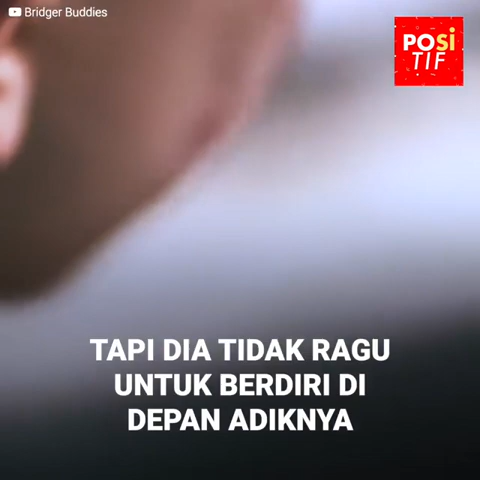 Bridger Buddies
POSi
TIF
TAPI DIA TIDAK RAGU
UNTUK BERDIRI DI
DEPAN ADIKNYA